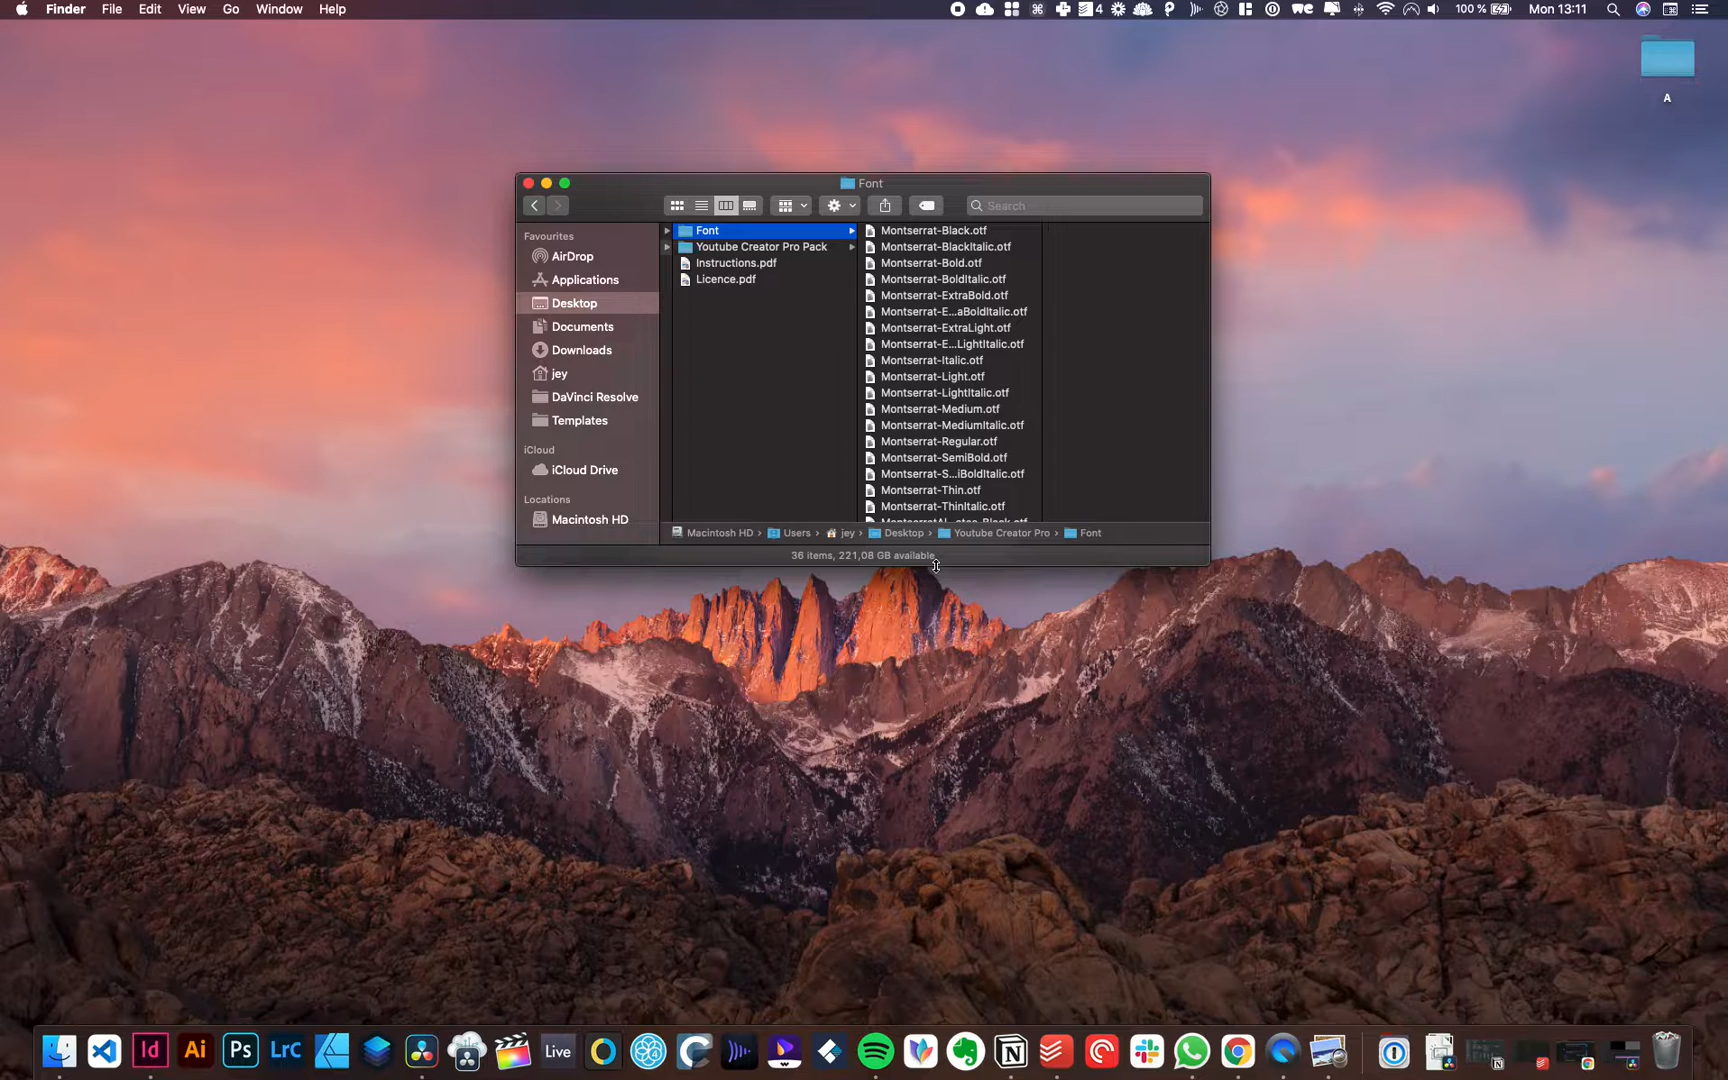 Finder File Edit View Go Window Help 4 100 % Mon 13:11
A
Font
Search
Favourites
AirDrop
Applications
Desktop
Documents
Downloads
jey
DaVinci Resolve
Templates
iCloud
iCloud Drive
Locations
Macintosh HD
Font
Youtube Creator Pro Pack
Instructions.pdf
Licence.pdf
Montserrat-Black.otf
Montserrat-BlackItalic.otf
Montserrat-Bold.otf
Montserrat-BoldItalic.otf
Montserrat-ExtraBold.otf
Montserrat-E...aBoldItalic.otf
Montserrat-ExtraLight.otf
Montserrat-E...LightItalic.otf
Montserrat-Italic.otf
Montserrat-Light.otf
Montserrat-LightItalic.otf
Montserrat-Medium.otf
Montserrat-MediumItalic.otf
Montserrat-Regular.otf
Montserrat-SemiBold.otf
Montserrat-S...iBoldItalic.otf
Montserrat-Thin.otf
Montserrat-ThinItalic.otf
Macintosh HD › Users › jey › Desktop › Youtube Creator Pro › Font
36 items, 221,08 GB available
Id Ai Ps LrC Live